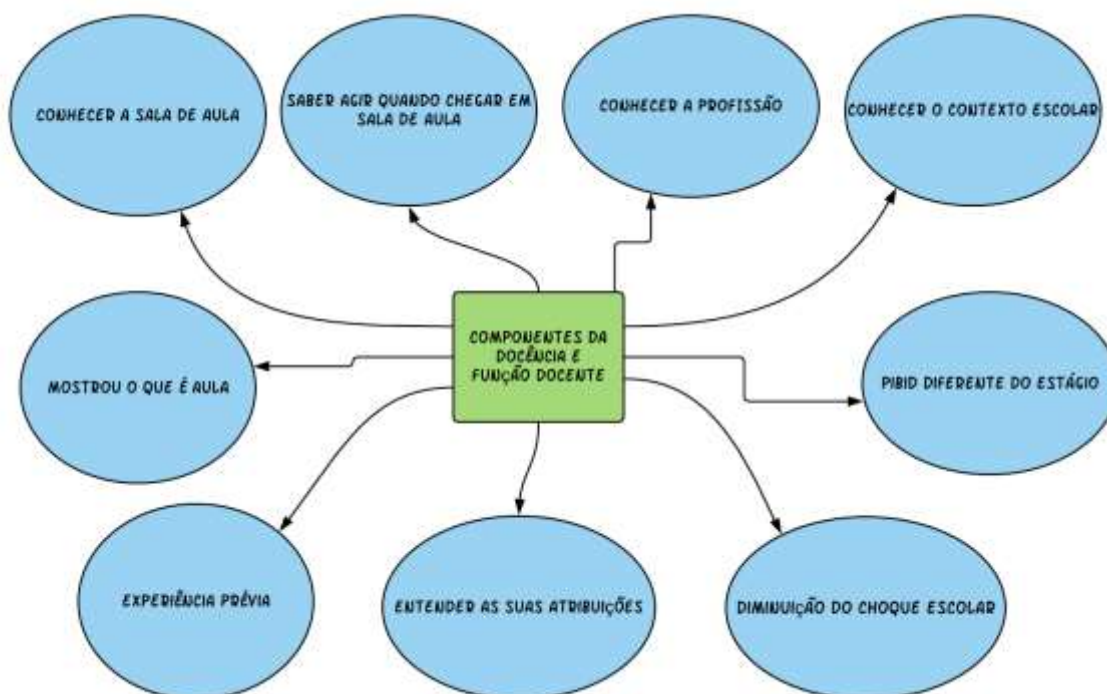 CONHECER A SALA DE AULA
SABER AGIR QUANDO CHEGAR EM
SALA DE AULA
CONHECER A PROFISSÃO
CONHECER O CONTEXTO ESCOLAR
COMPONENTES DA
DOCÊNCIA E
FUNÇÃO DOCENTE
MOSTROU O QUE É AULA
PIBID DIFERENTE DO ESTÁGIO
EXPERIÊNCIA PRÉVIA
ENTENDER AS SUAS ATRIBUIÇÕES
DIMINUIÇÃO DO CHOQUE ESCOLAR